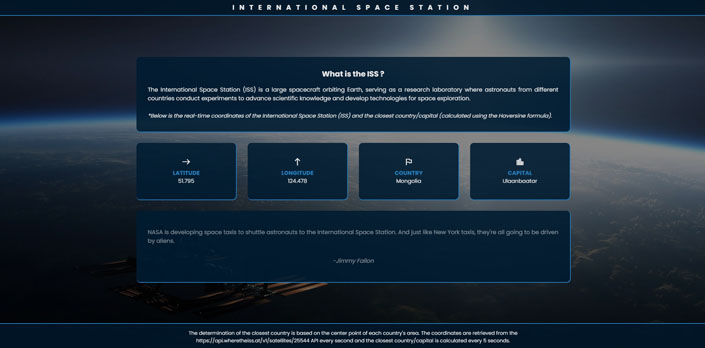 INTERNATIONAL SPACE STATION
What is the ISS ?
The International Space Station (ISS) is a large spacecraft orbiting Earth, serving as a research laboratory where astronauts from different
countries conduct experiments to advance scientific knowledge and develop technologies for space exploration.
*Below is the real-time coordinates of the International Space Station (ISS) and the closest country/capital (calculated using the Haversine formula).
LATITUDE
51.795
LONGITUDE
124.478
COUNTRY
Mongolia
CAPITAL
Ulaanbaatar
NASA is developing space taxis to shuttle astronauts to the International Space Station. And just like New York taxis, they're all going to be driven
by aliens.
-Jimmy Fallon
The determination of the closest country is based on the center point of each country's area. The coordinates are retrieved from the
https://api.wheretheiss.at/v1/satellites/25544 API every second and the closest country/capital is calculated every 5 seconds.